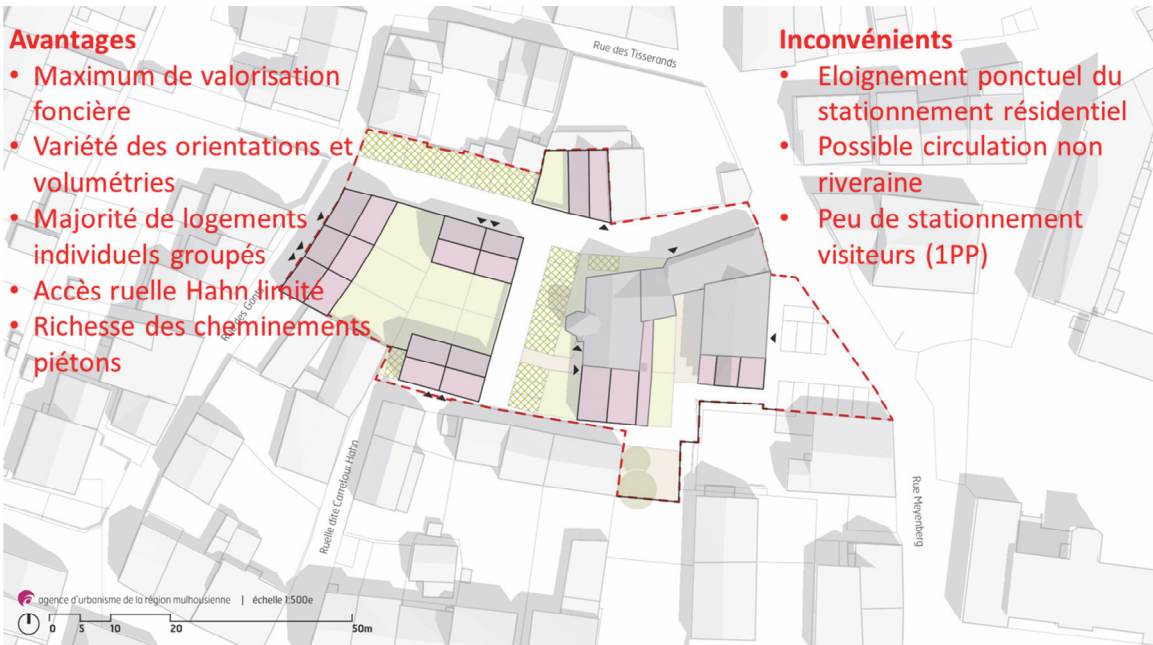 Avantages
• Maximum de valorisation
foncière
• Variété des orientations et
volumétries
• Majorité de logements
individuels groupés
• Accès ruelle Hahn limité
• Richesse des cheminements
piétons
Inconvénients
• Eloignement ponctuel du
stationnement résidentiel
• Possible circulation non
riveraine
• Peu de stationnement
visiteurs (1PP)
Rue des Tisserands
Rue des
Ruelle dite Carrefour Hahn
Rue Meyenberg
agence d'urbanisme de la région mulhousienne | échelle 1:500e
0 5 10 20 50m